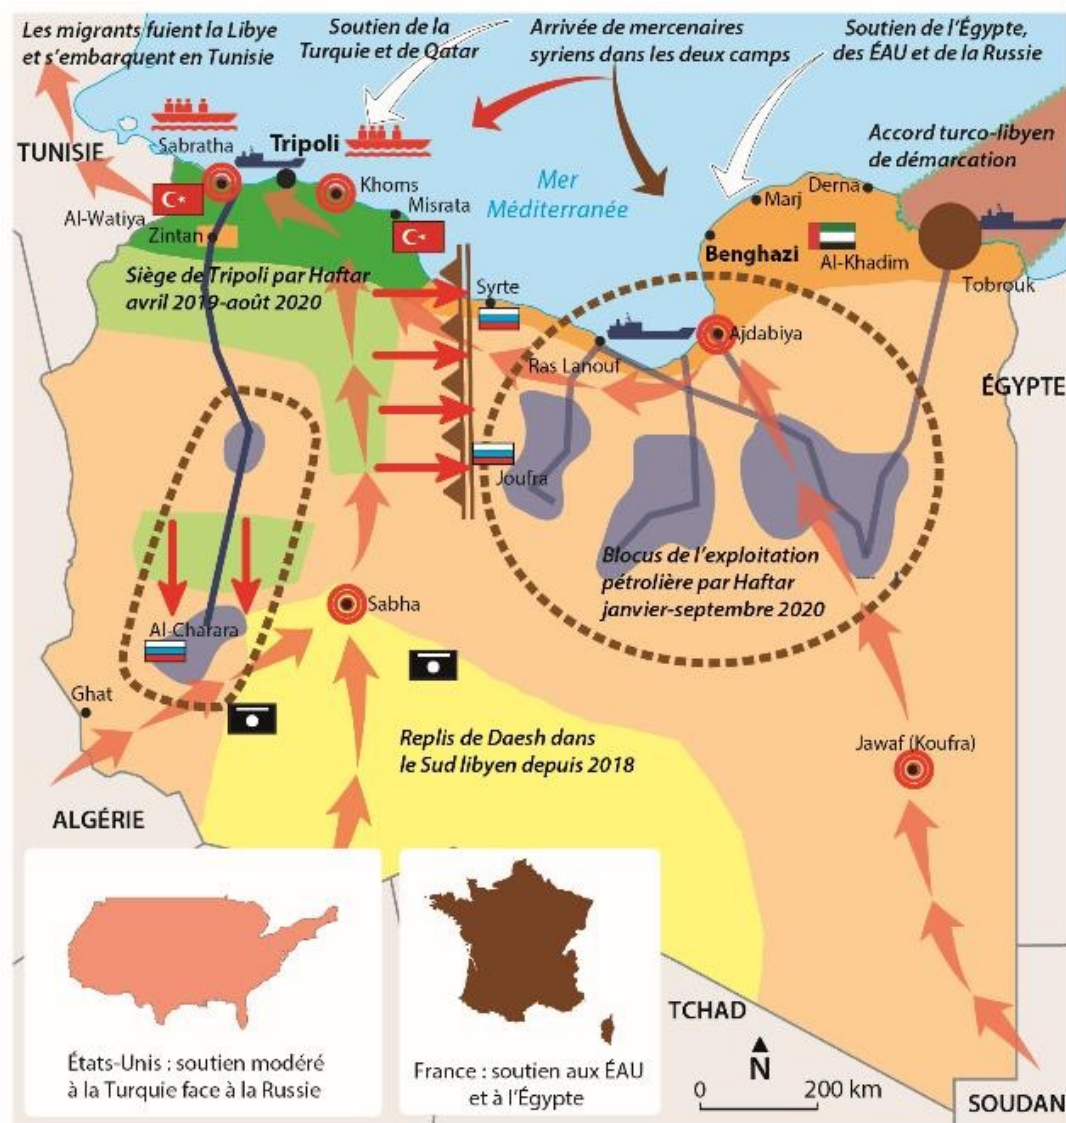 Les migrants fuient la Libye
et s'embarquent en Tunisie
Soutien de la
Turquie et de Qatar
Arrivée de mercenaires
syriens dans les deux camps
Soutien de l'Égypte,
des ÉAU et de la Russie
Accord turco-libyen
de démarcation
TUNISIE
Sabratha
Tripoli
Khoms
Misrata
Al-Watiya
Zintan
Mer
Méditerranée
Marj
Derna
Benghazi
Al-Khadim
Tobrouk
Siège de Tripoli par Haftar
avril 2019-août 2020
Syrte
Ras Lanouf
Ajdabiya
ÉGYPTE
Joufra
Blocus de l'exploitation
pétrolière par Haftar
janvier-septembre 2020
Sabha
Al-Charara
Ghat
Replis de Daesh dans
le Sud libyen depuis 2018
Jawaf (Koufra)
ALGÉRIE
États-Unis : soutien modéré
à la Turquie face à la Russie
France : soutien aux ÉAU
et à l'Égypte
TCHAD
N
0 200 km
SOUDAN